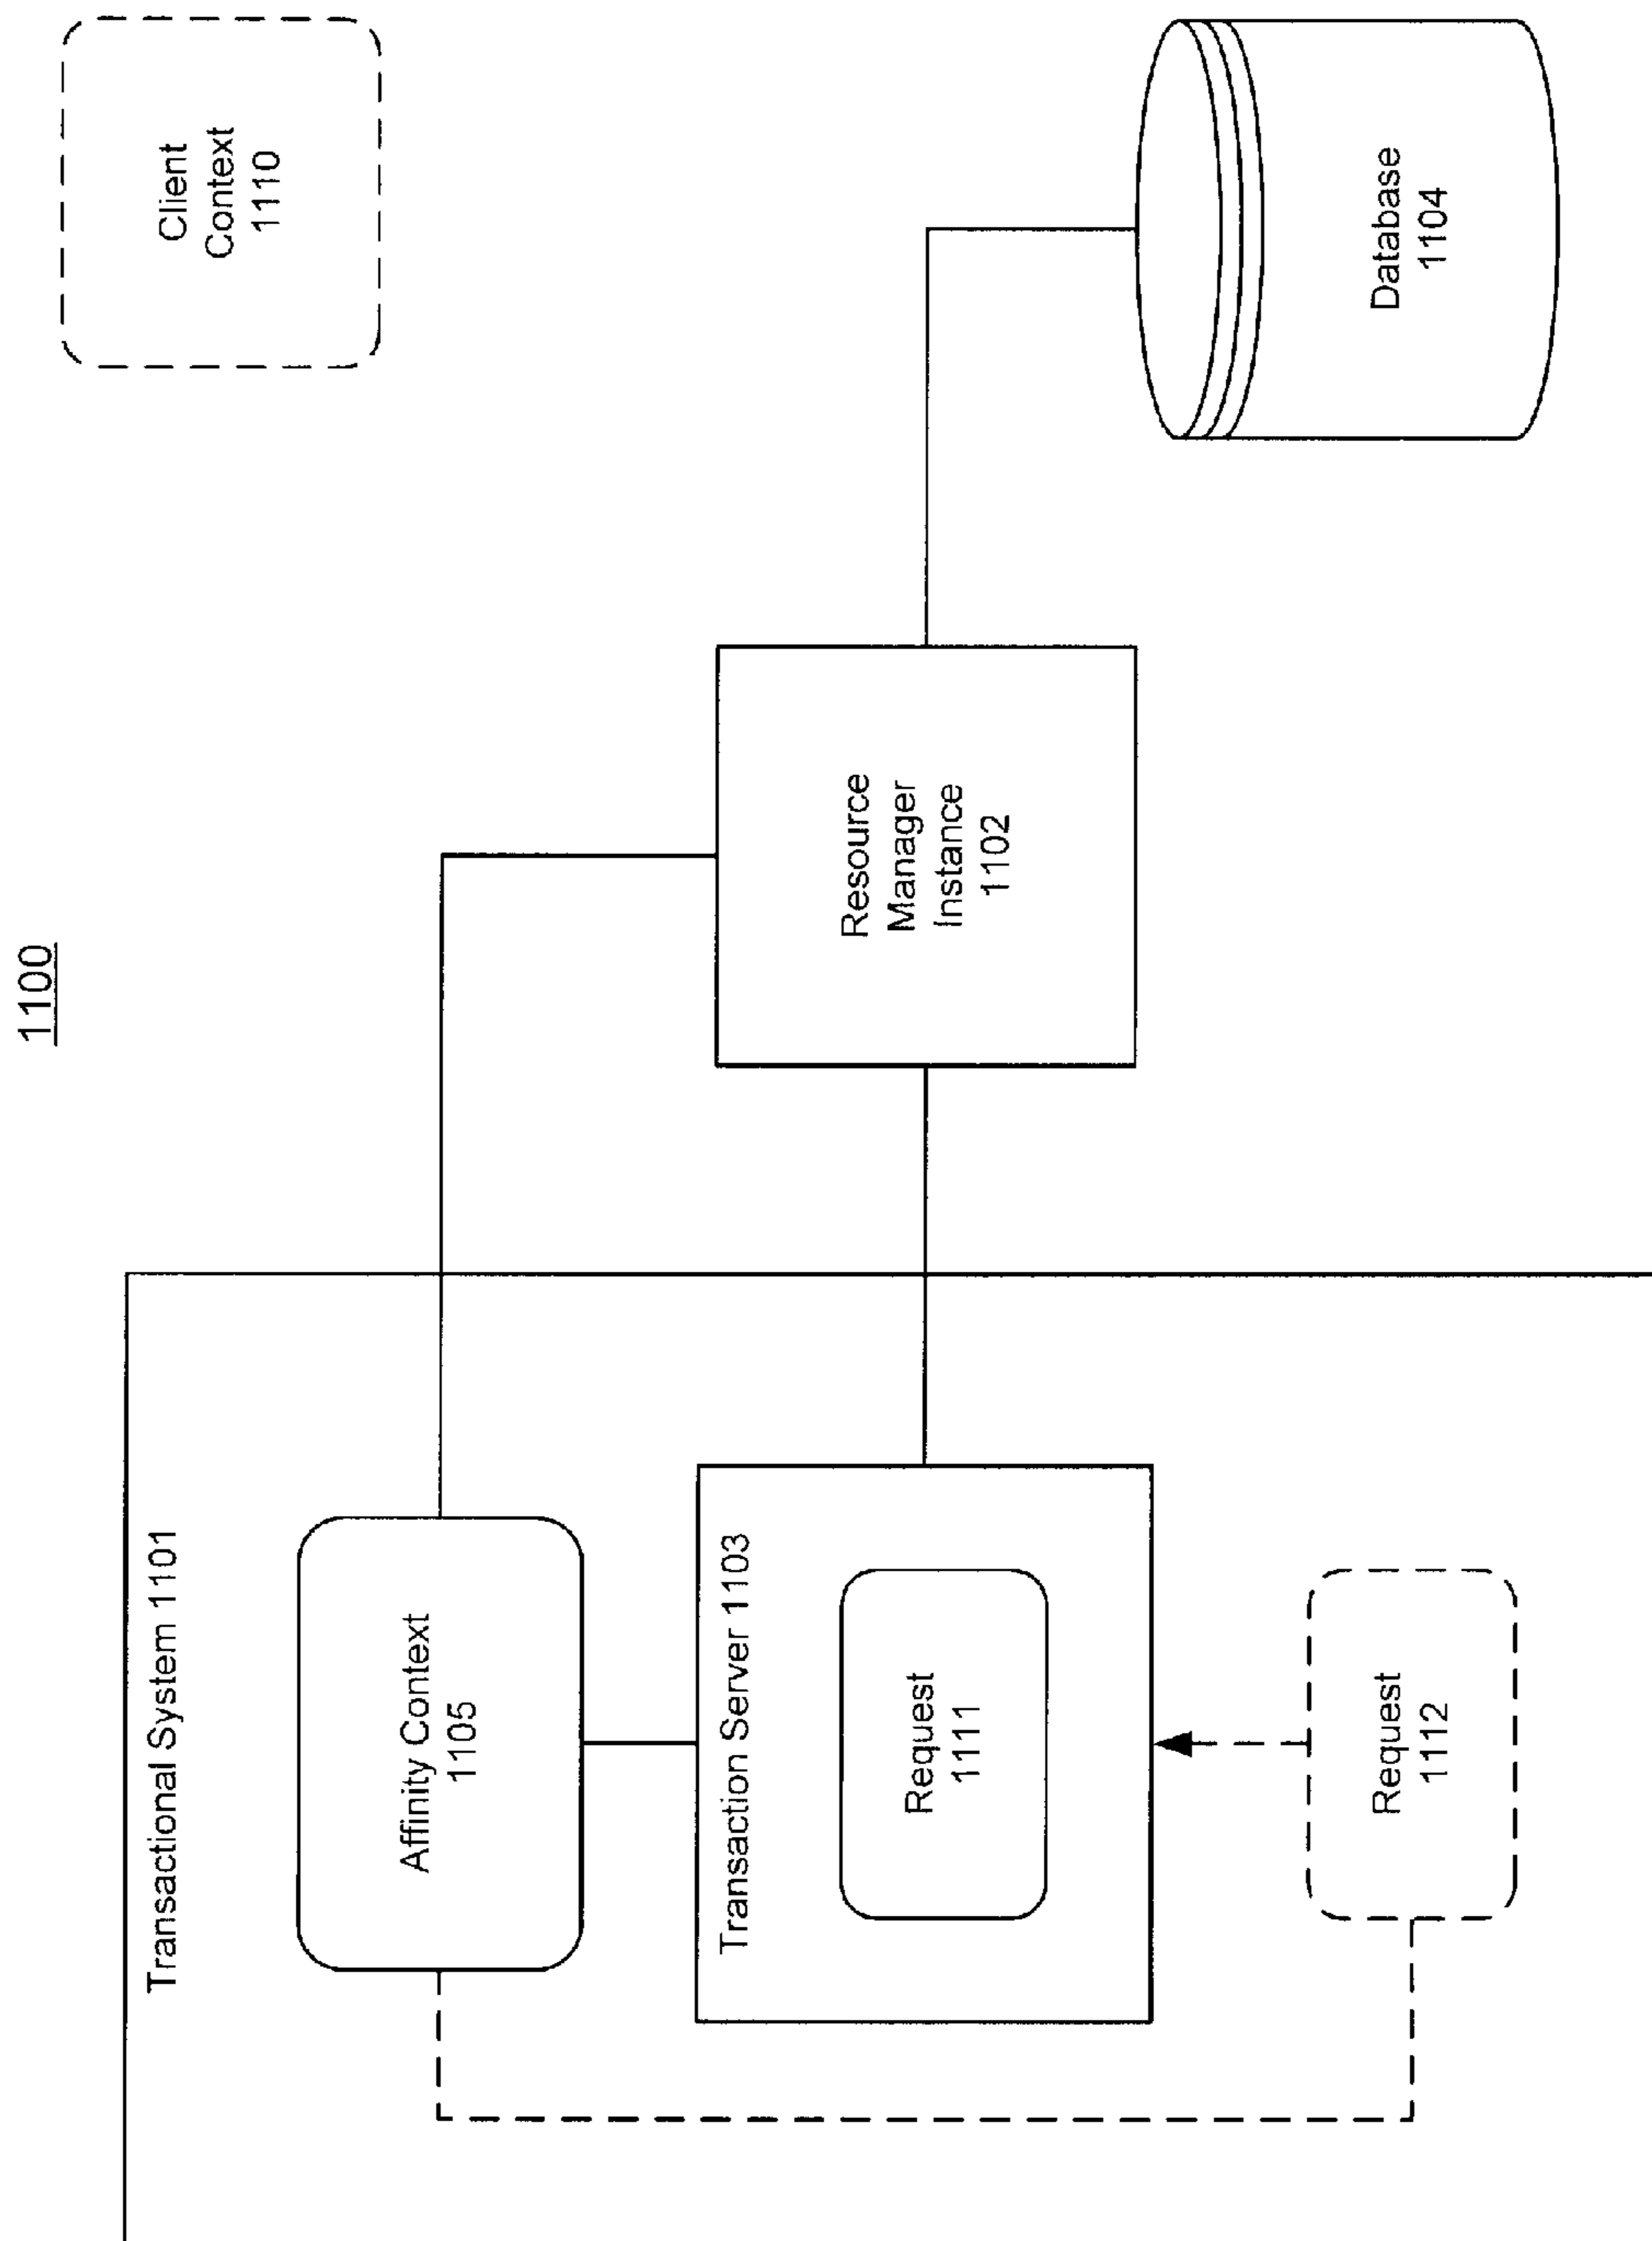 1100
Transactional System 1101
Affinity Context
1105
Transaction Server 1103
Request
1111
Request
1112
Resource
Manager
Instance
1102
Client
Context
1110
Database
1104